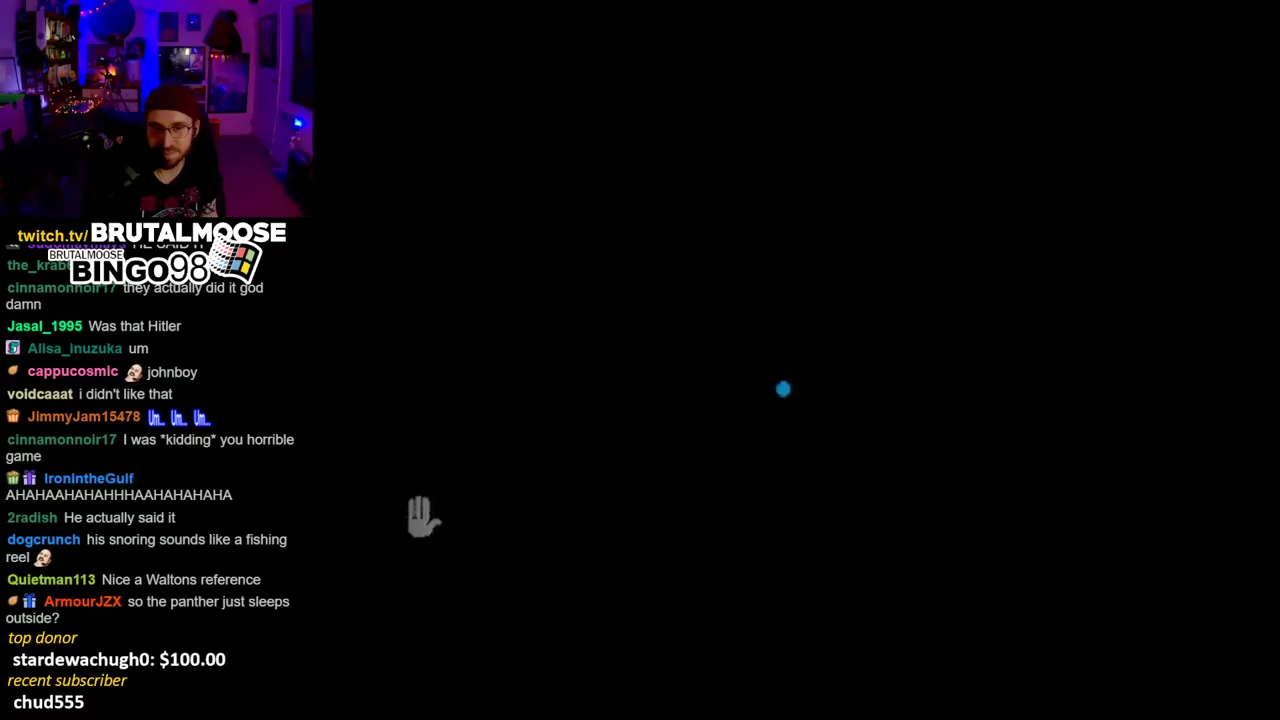 twitch.tv/BRUTALMOOSE
BRUTALMOOSE
BINGO98
cinnamonnoir17 they actually did it god
damn
Jasal_1995 Was that Hitler
Alisa_inuzuka um
cappucosmic johnboy
voidcaaat i didn't like that
JimmyJam15478 Um... Um... Um...
cinnamonnoir17 I was *kidding* you horrible
game
IronintheGulf
AHAHAAHAHAHHHAAHAHAHAHA
2radish He actually said it
dogcrunch his snoring sounds like a fishing
reel
Quietman113 Nice a Waltons reference
ArmourJZX so the panther just sleeps
outside?
top donor
stardewachugh0: $100.00
recent subscriber
chud555